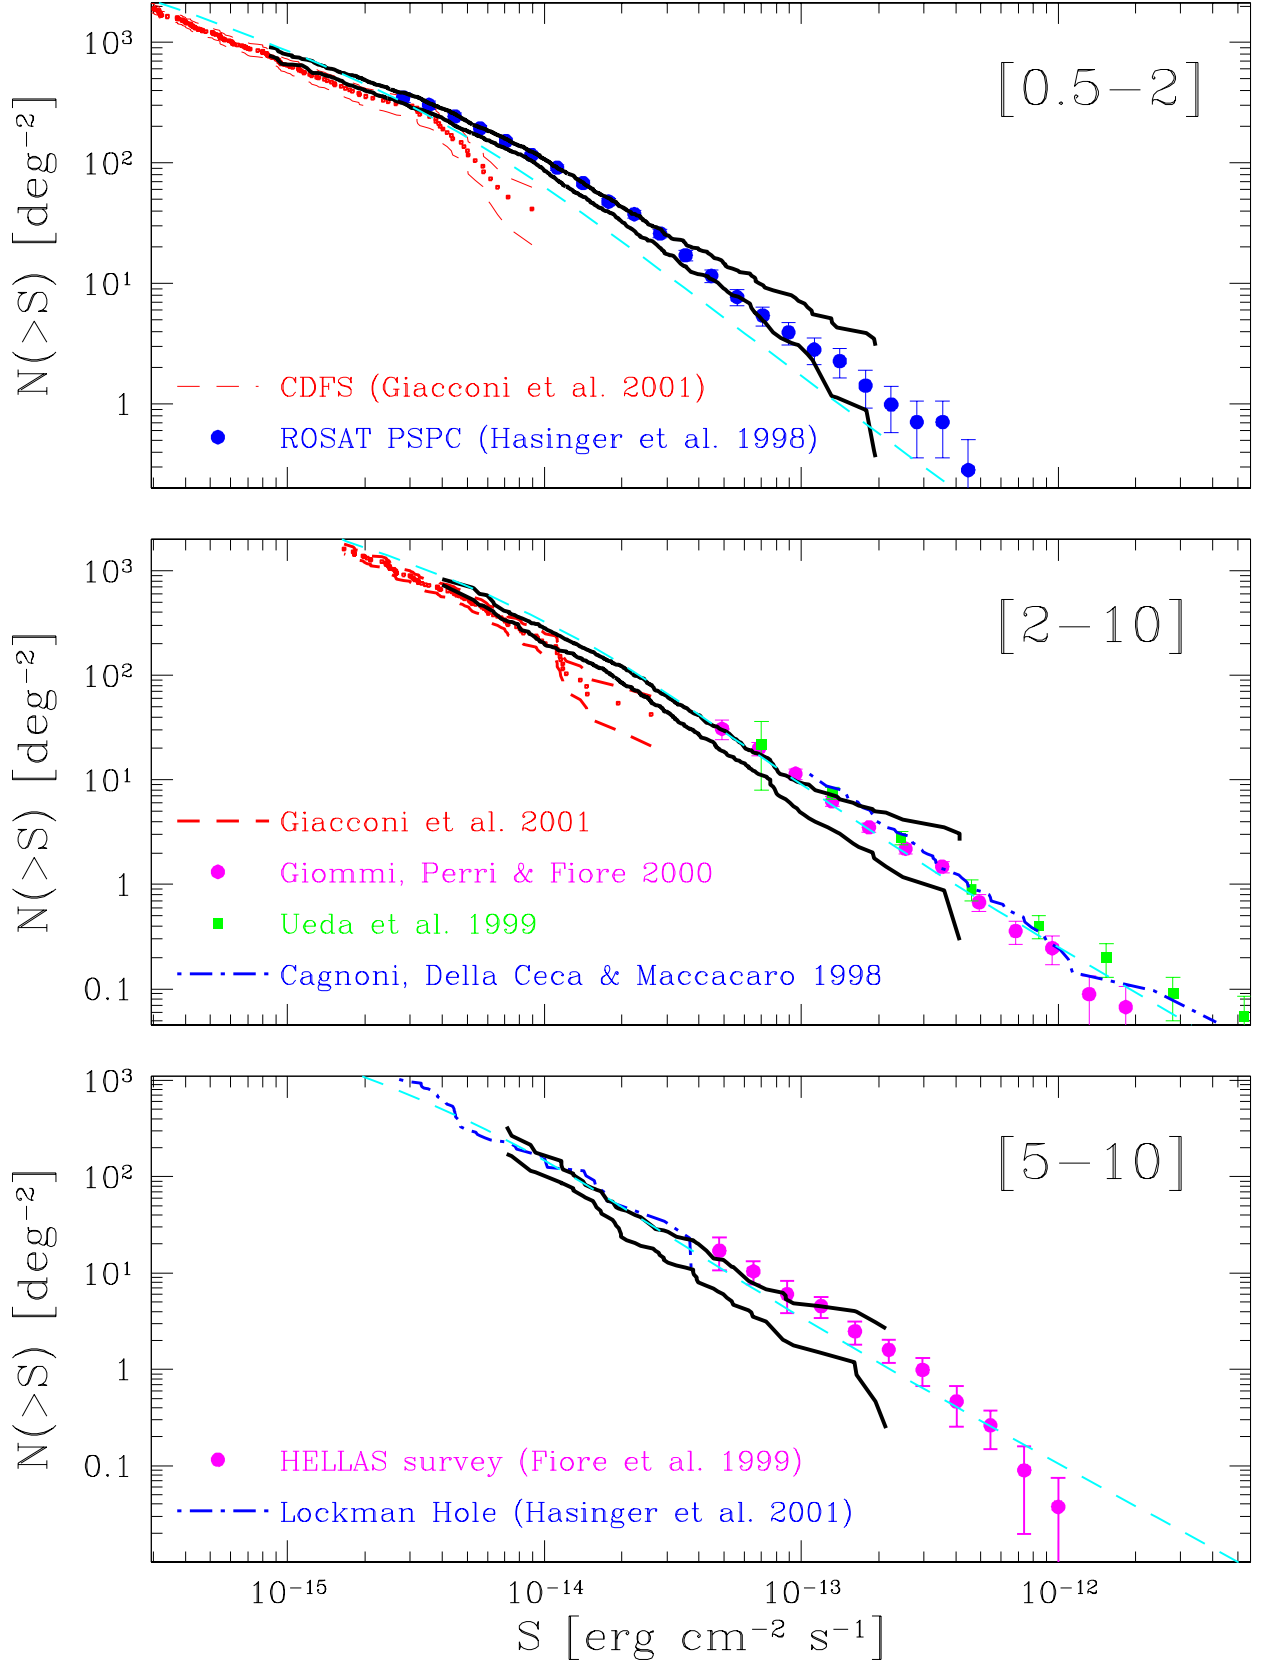 10³
[0.5−2]
10²
N(>S) [deg⁻²]
10¹
CDFS (Giacconi et al. 2001)
1
ROSAT PSPC (Hasinger et al. 1998)
10³
[2−10]
10²
N(>S) [deg⁻²]
10¹
Giacconi et al. 2001
Giommi, Perri & Fiore 2000
1
Ueda et al. 1999
Cagnoni, Della Ceca & Maccacaro 1998
0.1
10³
[5−10]
10²
N(>S) [deg⁻²]
10¹
1
HELLAS survey (Fiore et al. 1999)
0.1
Lockman Hole (Hasinger et al. 2001)
10⁻¹⁵ 10⁻¹⁴ 10⁻¹³ 10⁻¹²
S [erg cm⁻² s⁻¹]